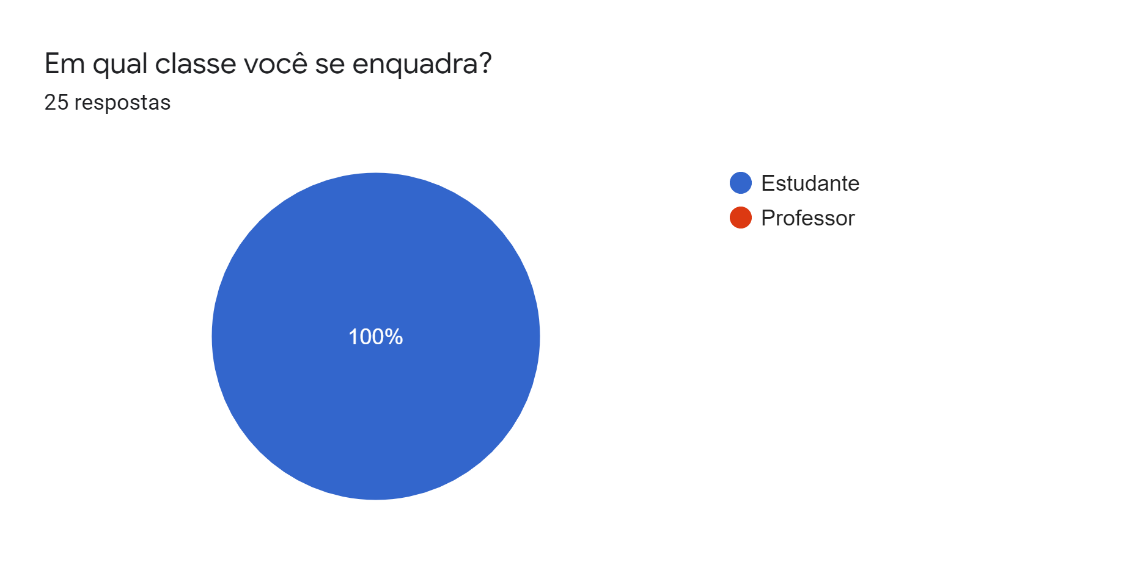 Em qual classe você se enquadra?
25 respostas
Estudante
Professor
100%